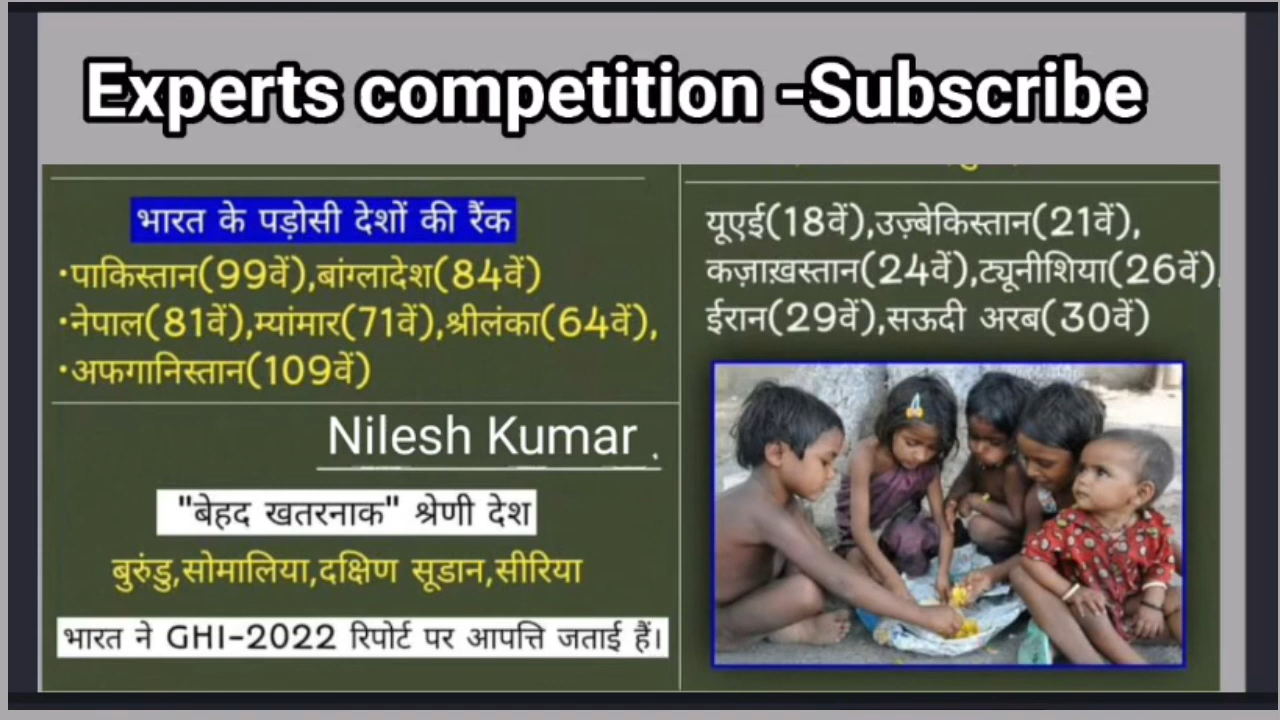 Experts competition -Subscribe
भारत के पड़ोसी देशों की रैंक
•पाकिस्तान(99वें),बांग्लादेश(84वें)
•नेपाल(81वें),म्यांमार(71वें),श्रीलंका(64वें),
•अफगानिस्तान(109वें)
Nilesh Kumar .
"बेहद खतरनाक" श्रेणी देश
बुरुंडु,सोमालिया,दक्षिण सूडान,सीरिया
भारत ने GHI-2022 रिपोर्ट पर आपत्ति जताई हैं।
यूएई(18वें),उज़्बेकिस्तान(21वें),
कज़ाख़स्तान(24वें),ट्यूनीशिया(26वें),
ईरान(29वें),सऊदी अरब(30वें)